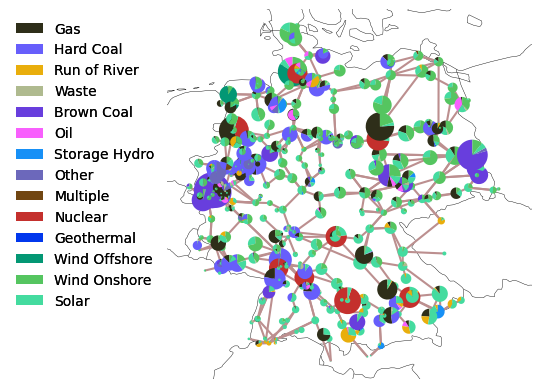 Gas
Hard Coal
Run of River
Waste
Brown Coal
Oil
Storage Hydro
Other
Multiple
Nuclear
Geothermal
Wind Offshore
Wind Onshore
Solar